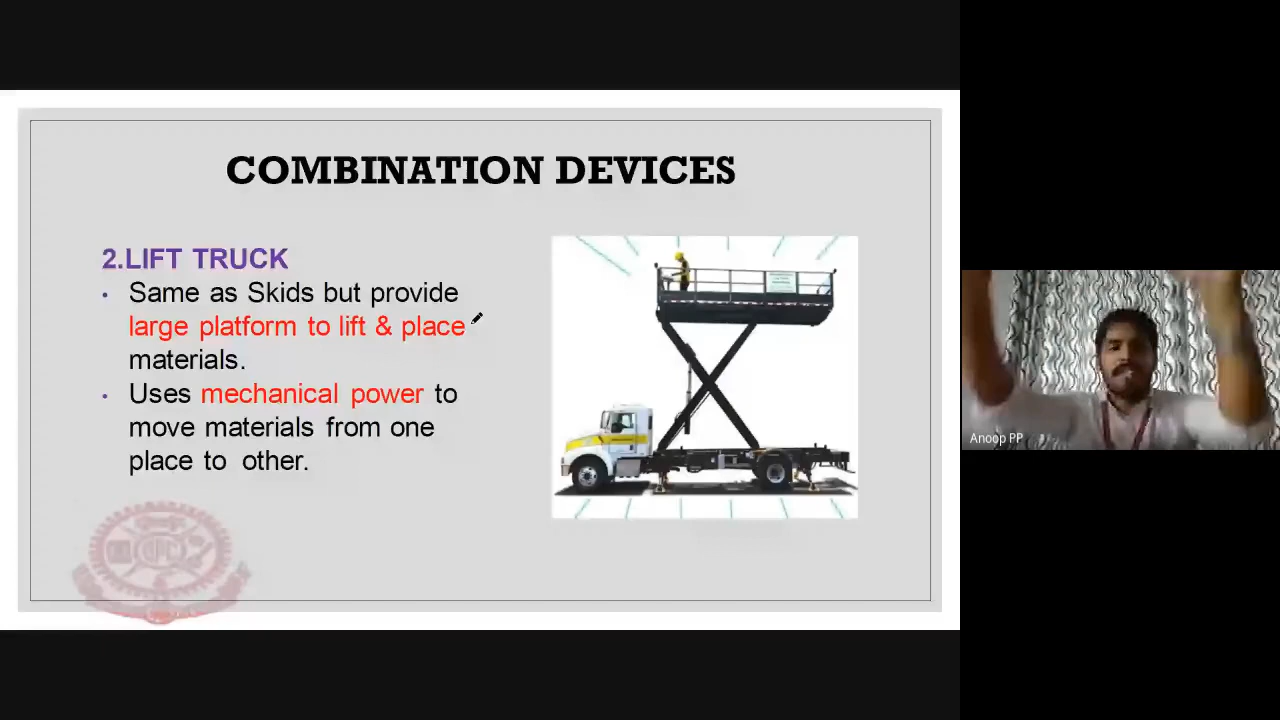 COMBINATION DEVICES
2.LIFT TRUCK
• Same as Skids but provide
large platform to lift & place
materials.
• Uses mechanical power to
move materials from one
place to other.
Anoop PP